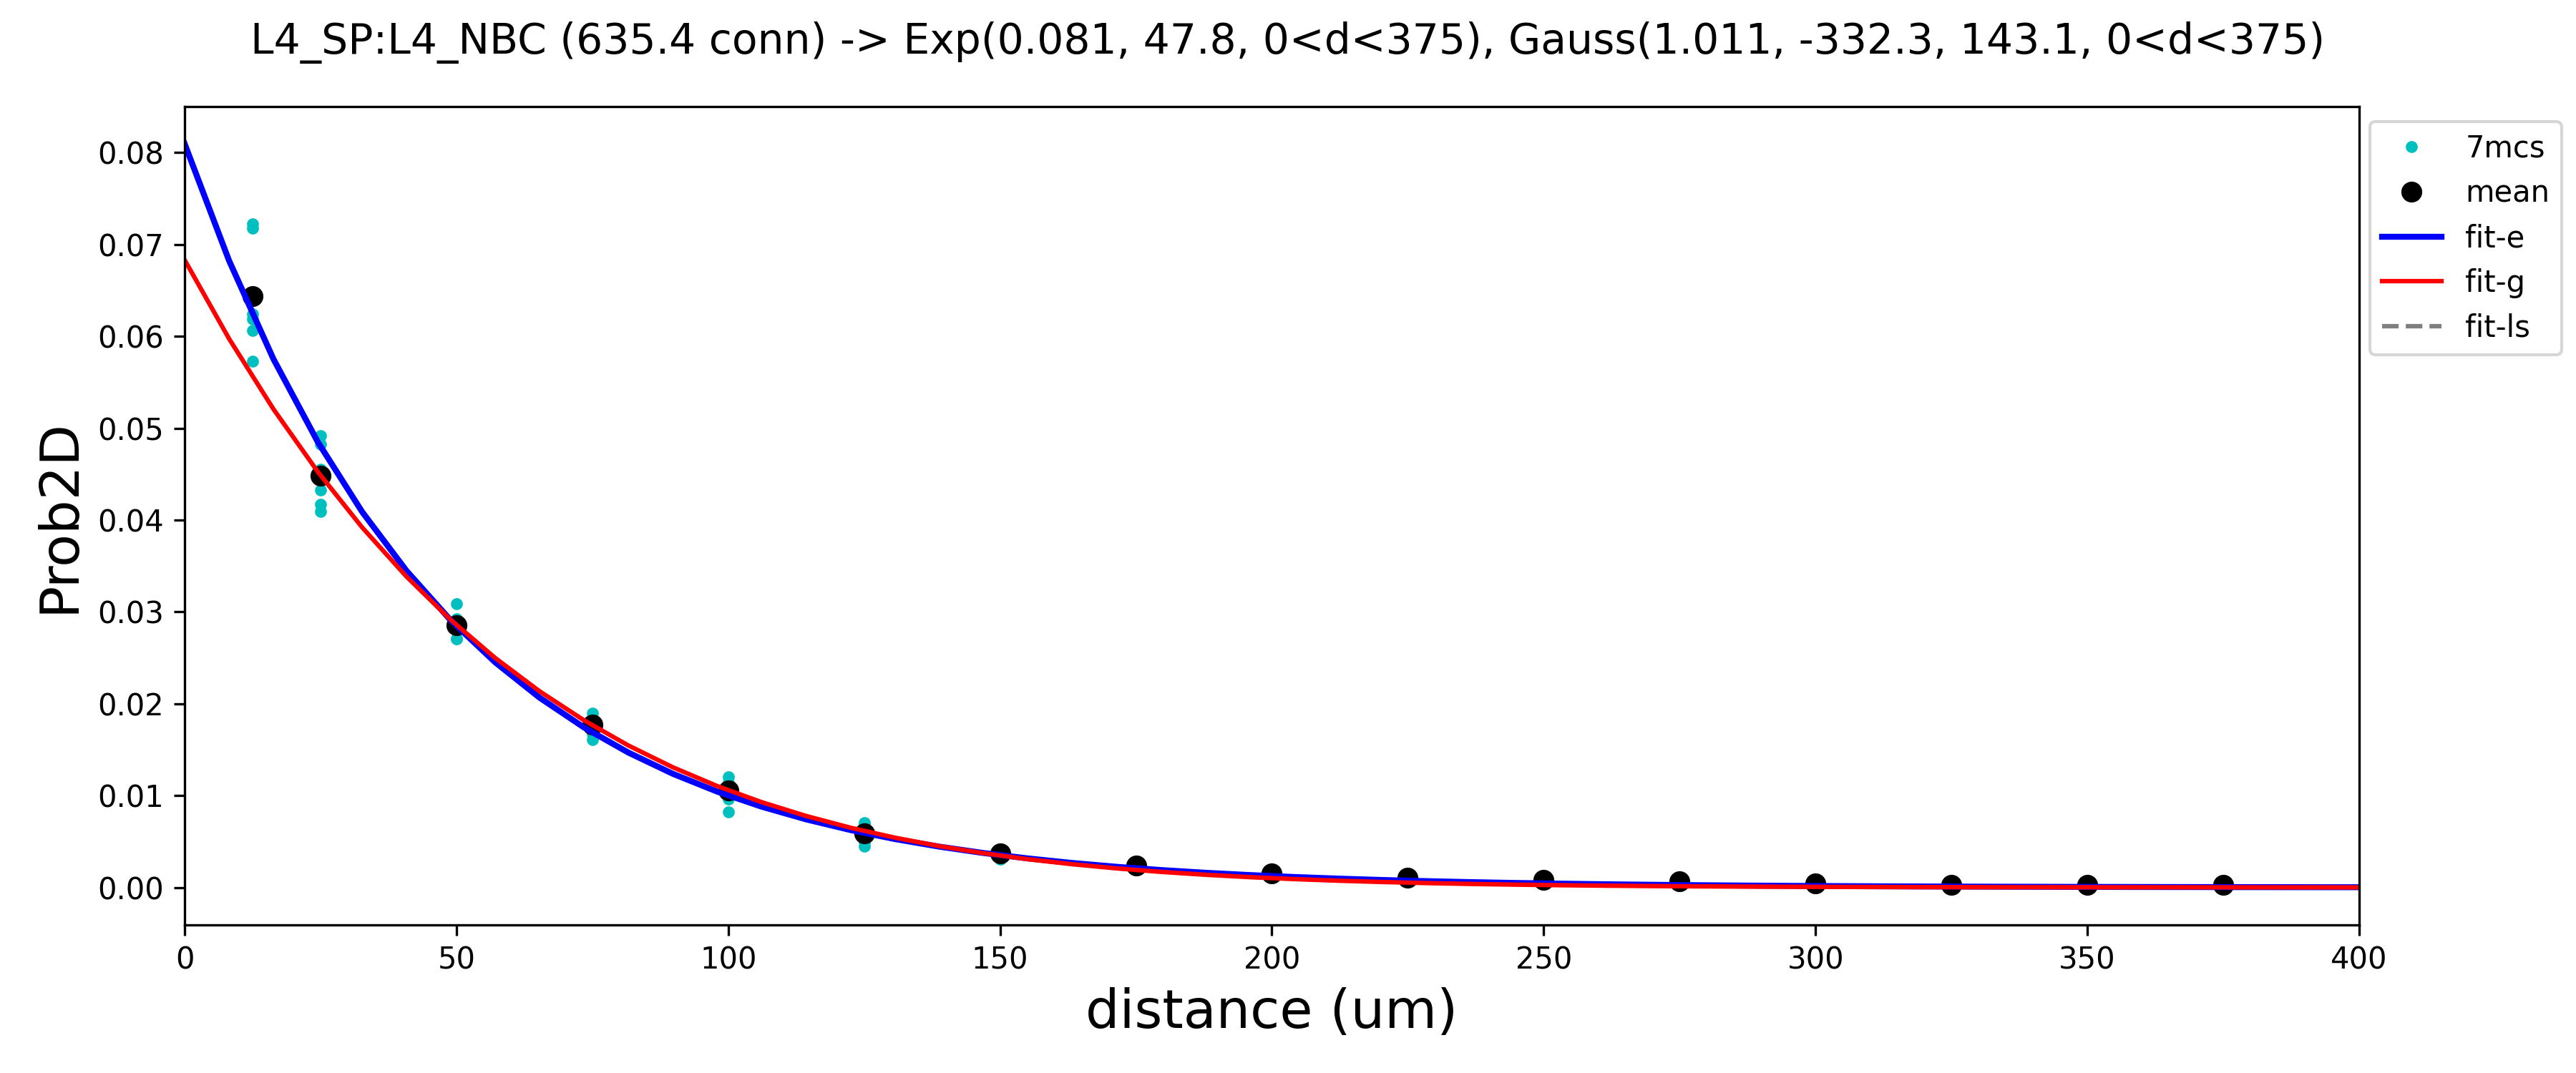 L4_SP:L4_NBC (635.4 conn) -> Exp(0.081, 47.8, 0<d<375), Gauss(1.011, -332.3, 143.1, 0<d<375)
7mcs
mean
fit-e
fit-g
fit-ls
Prob2D
0.08
0.07
0.06
0.05
0.04
0.03
0.02
0.01
0.00
0 50 100 150 200 250 300 350 400
distance (um)